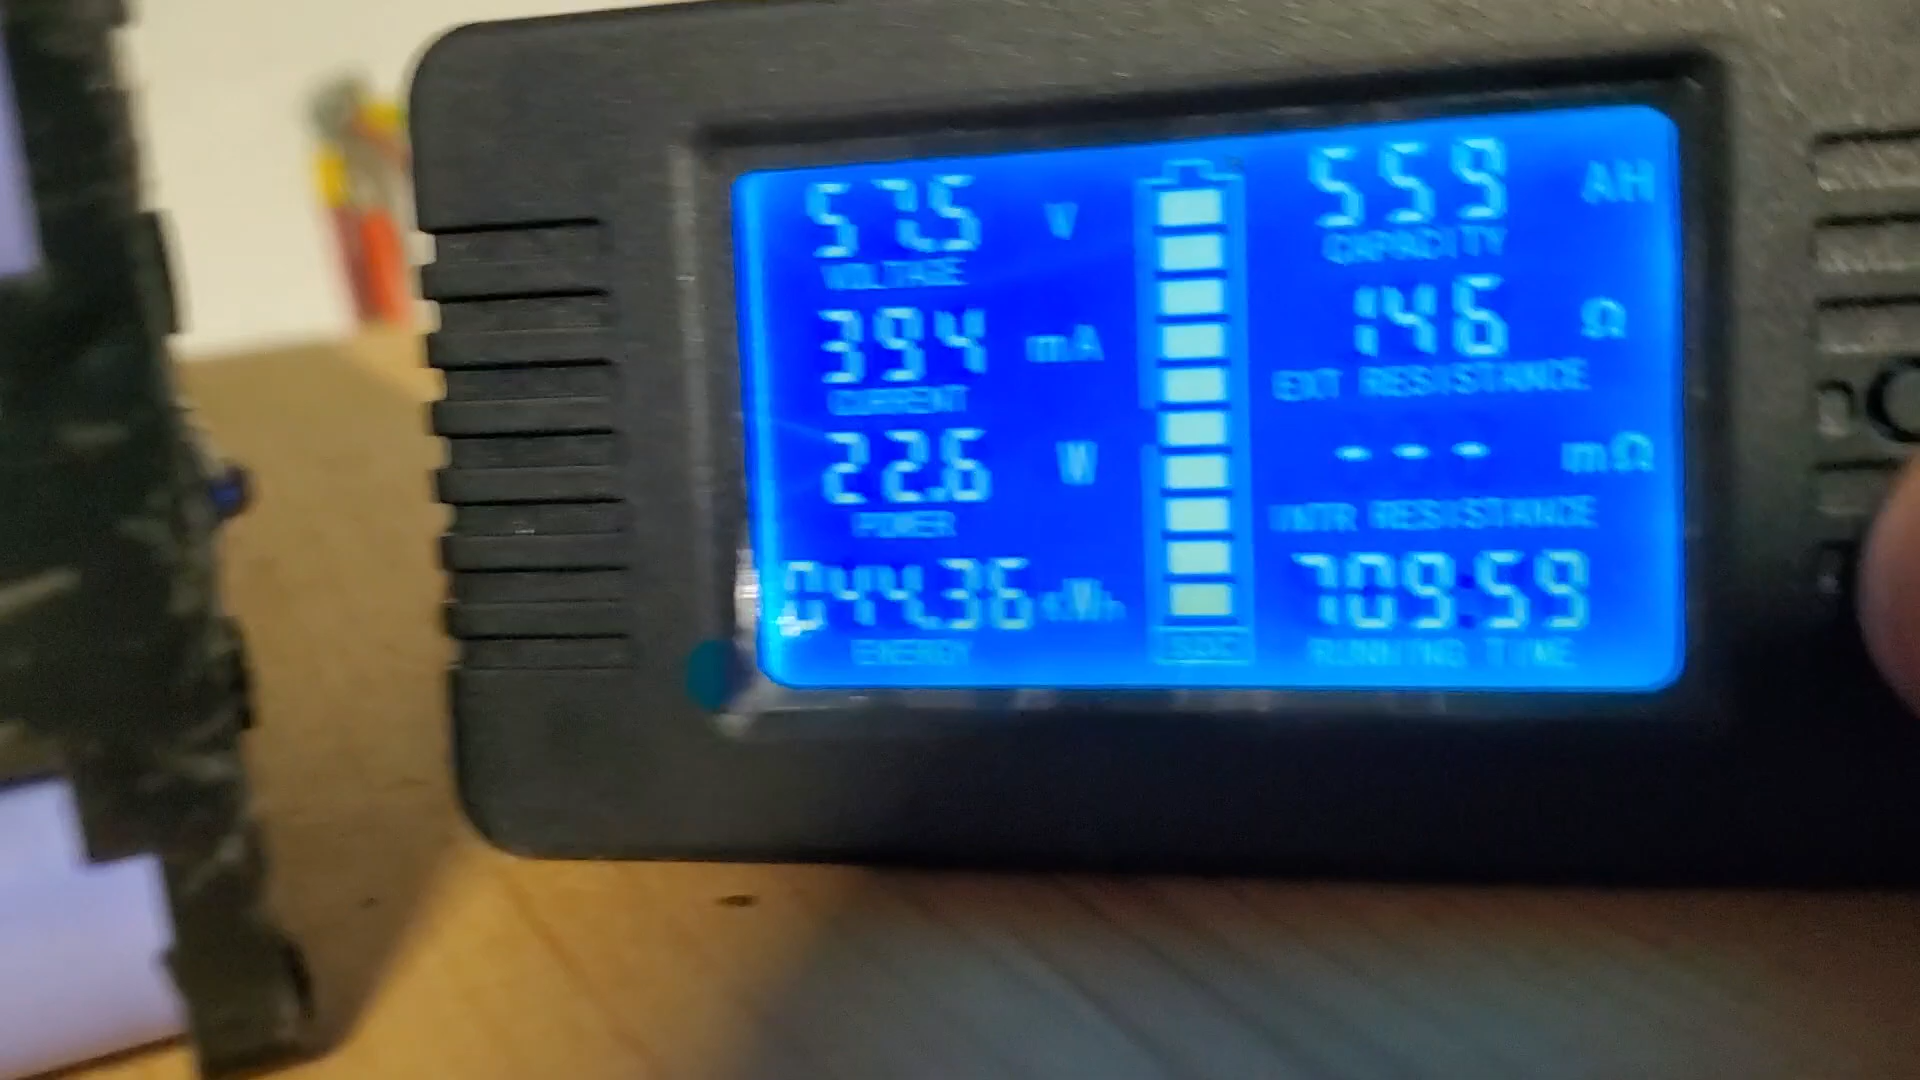 57.5 V
VOLTAGE
394 mA
CURRENT
22.6 W
POWER
044.36 kWh
ENERGY
SOC
559 AH
CAPACITY
146 Ω
EXT RESISTANCE
--- mΩ
INTR RESISTANCE
709:59
RUNNING TIME